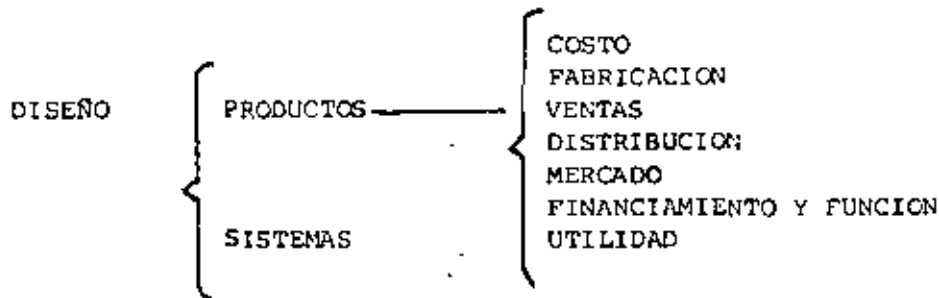 COSTO
FABRICACION
DISEÑO PRODUCTOS VENTAS
DISTRIBUCION
MERCADO
FINANCIAMIENTO Y FUNCION
SISTEMAS UTILIDAD